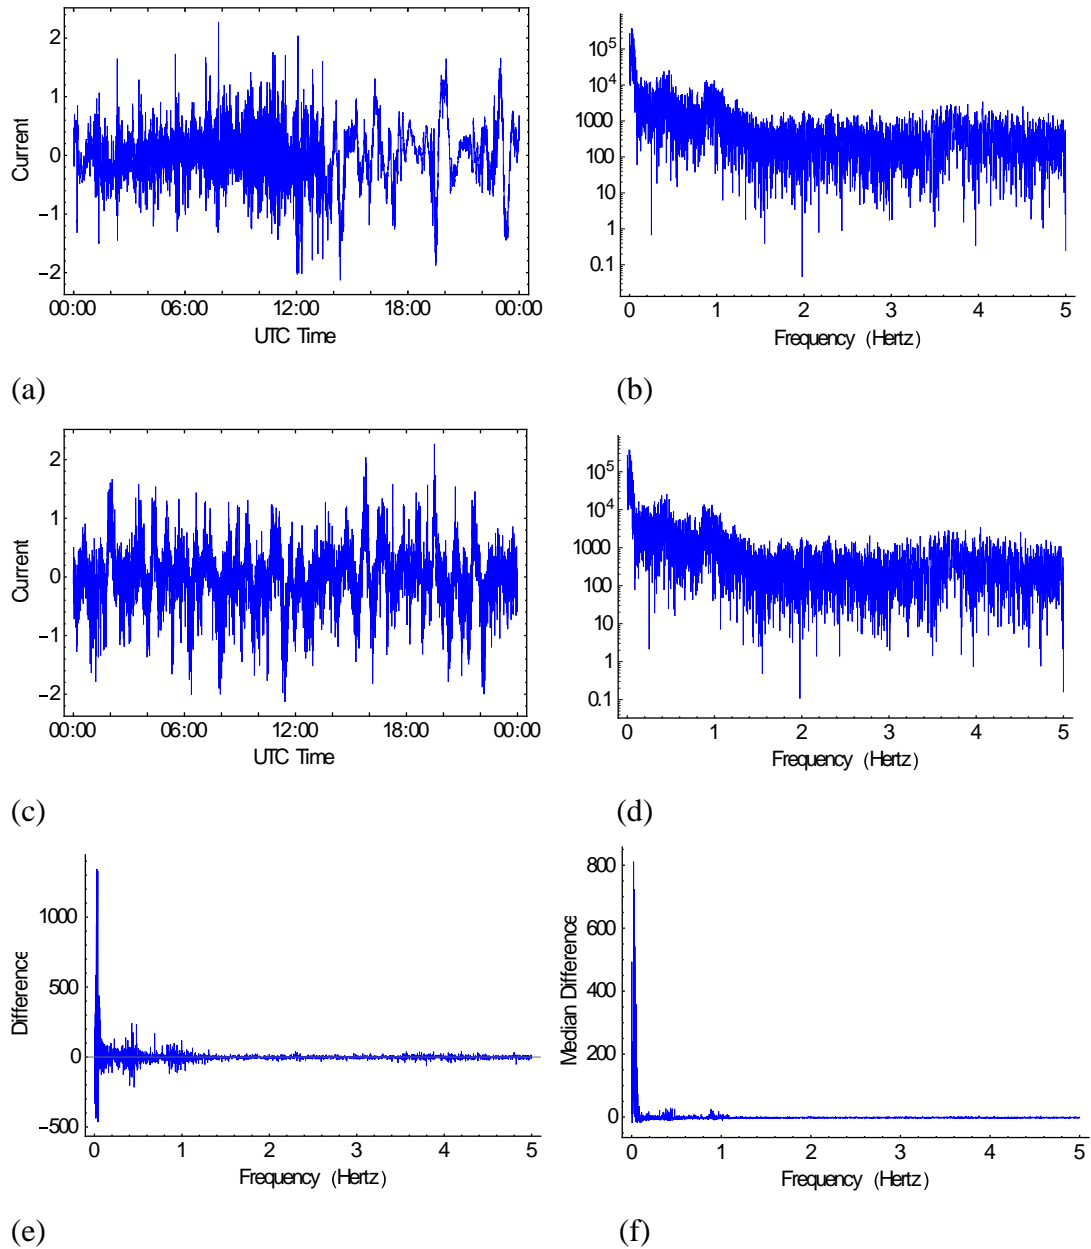 2
1
0
−1
−2
Current
00:00 06:00 12:00 18:00 00:00
UTC Time
(a)
10^5
10^4
1000
100
10
1
0.1
0 1 2 3 4 5
Frequency (Hertz)
(b)
2
1
0
−1
−2
Current
00:00 06:00 12:00 18:00 00:00
UTC Time
(c)
10^5
10^4
1000
100
10
1
0.1
0 1 2 3 4 5
Frequency (Hertz)
(d)
1000
500
0
−500
Difference
0 1 2 3 4 5
Frequency (Hertz)
(e)
800
600
400
200
0
Median Difference
0 1 2 3 4 5
Frequency (Hertz)
(f)